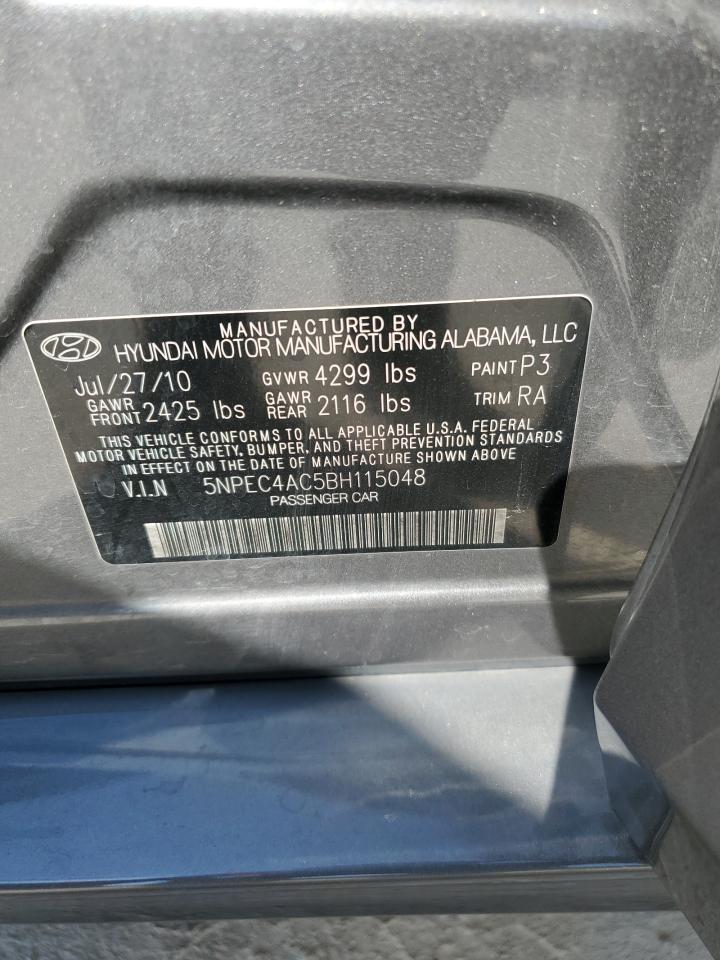 MANUFACTURED BY
HYUNDAI MOTOR MANUFACTURING ALABAMA, LLC
Jul/27/10 GVWR 4299 lbs PAINT P3
GAWR FRONT 2425 lbs GAWR REAR 2116 lbs TRIM RA
THIS VEHICLE CONFORMS TO ALL APPLICABLE U.S.A. FEDERAL
MOTOR VEHICLE SAFETY, BUMPER, AND THEFT PREVENTION STANDARDS
IN EFFECT ON THE DATE OF MANUFACTURE SHOWN ABOVE
V.I.N 5NPEC4AC5BH115048
PASSENGER CAR